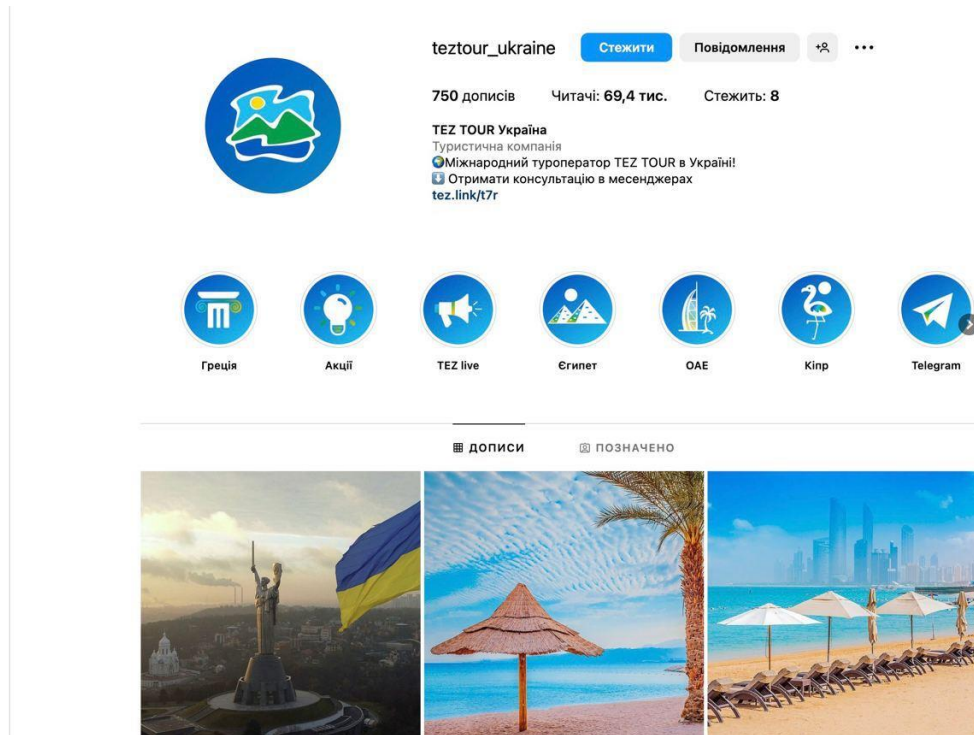 teztour_ukraine Стежити Повідомлення
750 дописів Читачі: 69,4 тис. Стежить: 8
TEZ TOUR Україна
Туристична компанія
🌍Міжнародний туроператор TEZ TOUR в Україні!
⬇️ Отримати консультацію в месенджерах
tez.link/t7r
Греція Акції TEZ live Єгипет ОАЕ Кіпр Telegram
ДОПИСИ ПОЗНАЧЕНО